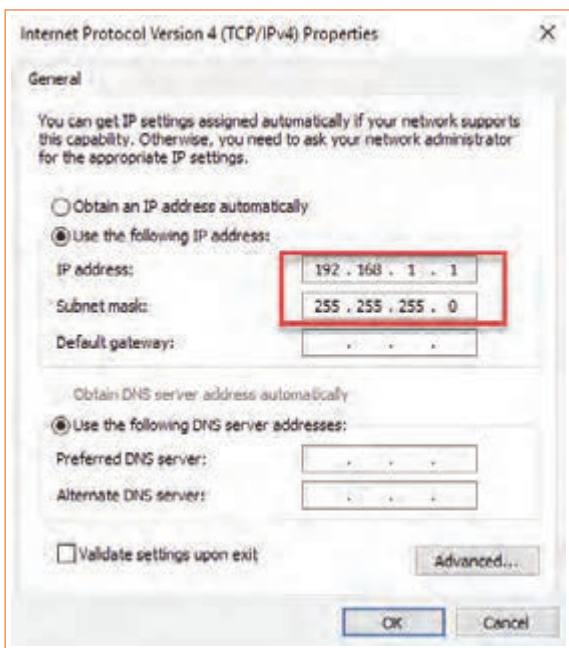 Internet Protocol Version 4 (TCP/IPv4) Properties
General
You can get IP settings assigned automatically if your network supports
this capability. Otherwise, you need to ask your network administrator
for the appropriate IP settings.
Obtain an IP address automatically
Use the following IP address:
IP address: 192 . 168 . 1 . 1
Subnet mask: 255 . 255 . 255 . 0
Default gateway: . . .
Obtain DNS server address automatically
Use the following DNS server addresses:
Preferred DNS server: . . .
Alternate DNS server: . . .
Validate settings upon exit
Advanced...
OK Cancel